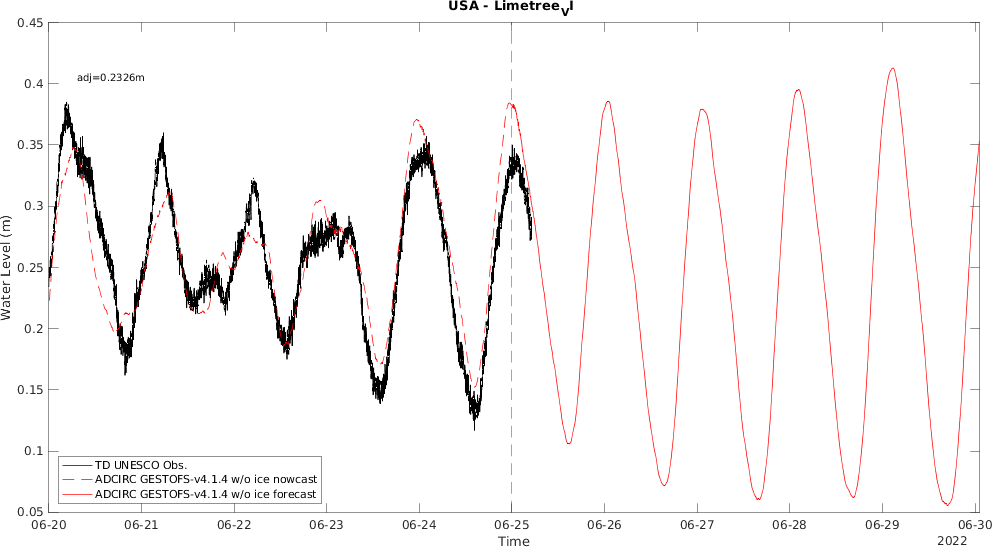 USA - Limetree_VI
0.45
0.4
0.35
0.3
0.25
0.2
0.15
0.1
0.05
Water Level (m)
adj=0.2326m
TD UNESCO Obs.
ADCIRC GESTOFS-v4.1.4 w/o ice nowcast
ADCIRC GESTOFS-v4.1.4 w/o ice forecast
06-20 06-21 06-22 06-23 06-24 06-25 06-26 06-27 06-28 06-29 06-30
Time
2022